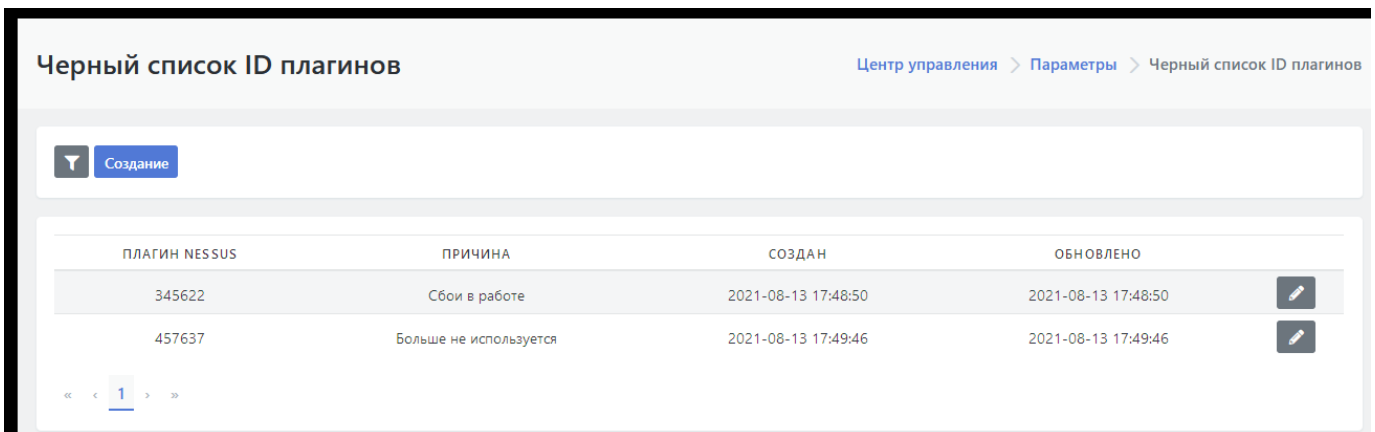 Черный список ID плагинов
Центр управления > Параметры > Черный список ID плагинов
Создание
ПЛАГИН NESSUS ПРИЧИНА СОЗДАН ОБНОВЛЕНО
345622 Сбои в работе 2021-08-13 17:48:50 2021-08-13 17:48:50
457637 Больше не используется 2021-08-13 17:49:46 2021-08-13 17:49:46
« ‹ 1 › »